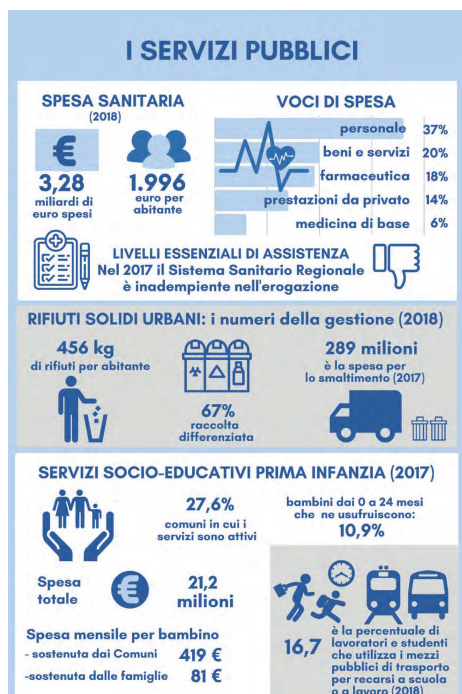 I SERVIZI PUBBLICI
SPESA SANITARIA
(2018)
€
3,28
miliardi di
euro spesi
1.996
euro per
abitante
VOCI DI SPESA
personale 37%
beni e servizi 20%
farmaceutica 18%
prestazioni da privato 14%
medicina di base 6%
LIVELLI ESSENZIALI DI ASSISTENZA
Nel 2017 il Sistema Sanitario Regionale
è inadempiente nell'erogazione
RIFIUTI SOLIDI URBANI: i numeri della gestione (2018)
456 kg
di rifiuti per abitante
67%
raccolta
differenziata
289 milioni
è la spesa per
lo smaltimento (2017)
SERVIZI SOCIO-EDUCATIVI PRIMA INFANZIA (2017)
27,6%
comuni in cui i
servizi sono attivi
bambini dai 0 a 24 mesi
che ne usufruiscono:
10,9%
Spesa
totale
€
21,2
milioni
Spesa mensile per bambino
- sostenuta dai Comuni 419 €
-sostenuta dalle famiglie 81 €
16,7
è la percentuale di
lavoratori e studenti
che utilizza i mezzi
pubblici di trasporto
per recarsi a scuola
o a lavoro (2018)